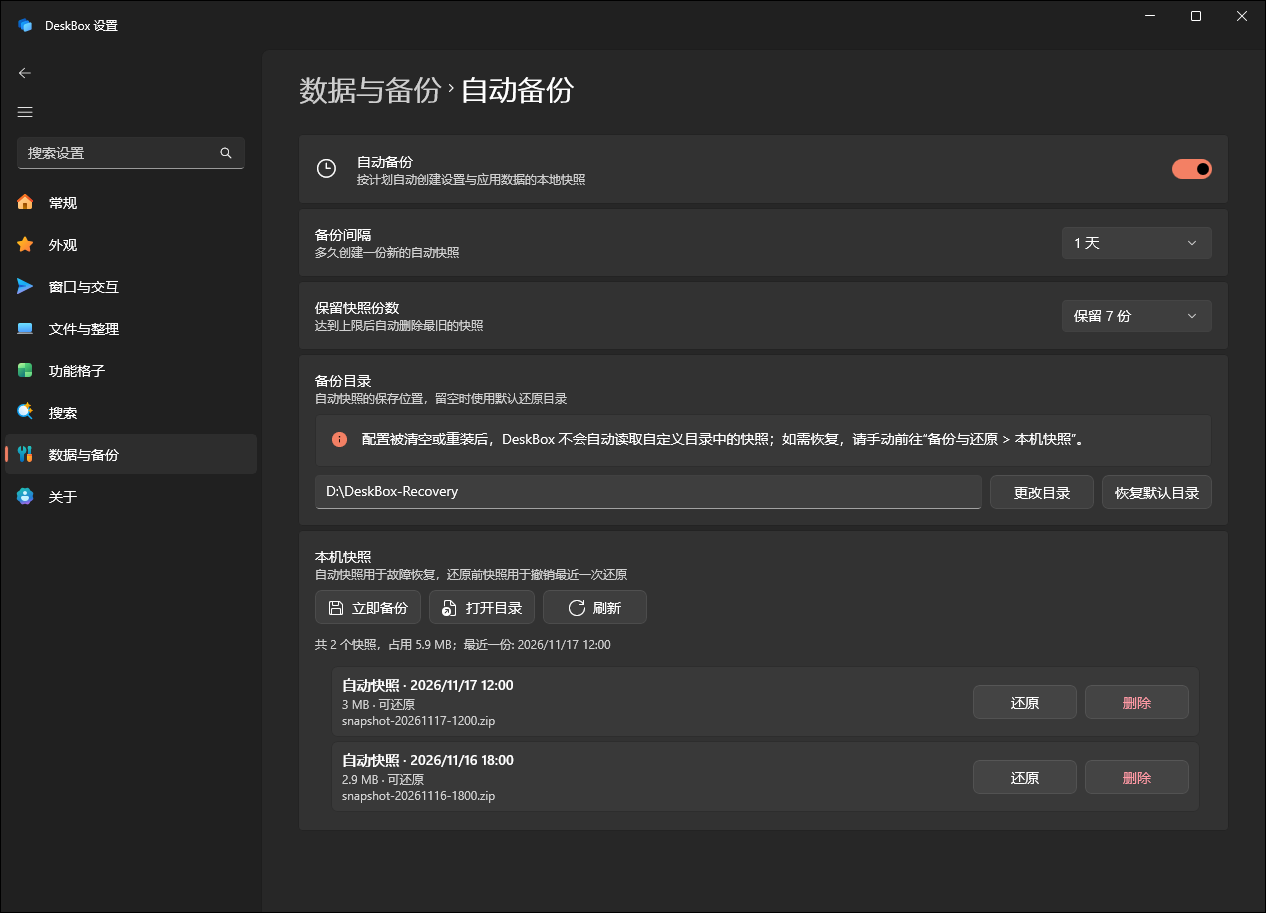 DeskBox 设置
搜索设置
常规
外观
窗口与交互
文件与整理
功能格子
搜索
数据与备份
关于
数据与备份 › 自动备份
自动备份
按计划自动创建设置与应用数据的本地快照
备份间隔
多久创建一份新的自动快照
1 天
保留快照份数
达到上限后自动删除最旧的快照
保留 7 份
备份目录
自动快照的保存位置，留空时使用默认还原目录
配置被清空或重装后，DeskBox 不会自动读取自定义目录中的快照；如需恢复，请手动前往“备份与还原 > 本机快照”。
D:\DeskBox-Recovery
更改目录
恢复默认目录
本机快照
自动快照用于故障恢复，还原前快照用于撤销最近一次还原
立即备份
打开目录
刷新
共 2 个快照，占用 5.9 MB；最近一份: 2026/11/17 12:00
自动快照 · 2026/11/17 12:00
3 MB · 可还原
snapshot-20261117-1200.zip
还原
删除
自动快照 · 2026/11/16 18:00
2.9 MB · 可还原
snapshot-20261116-1800.zip
还原
删除